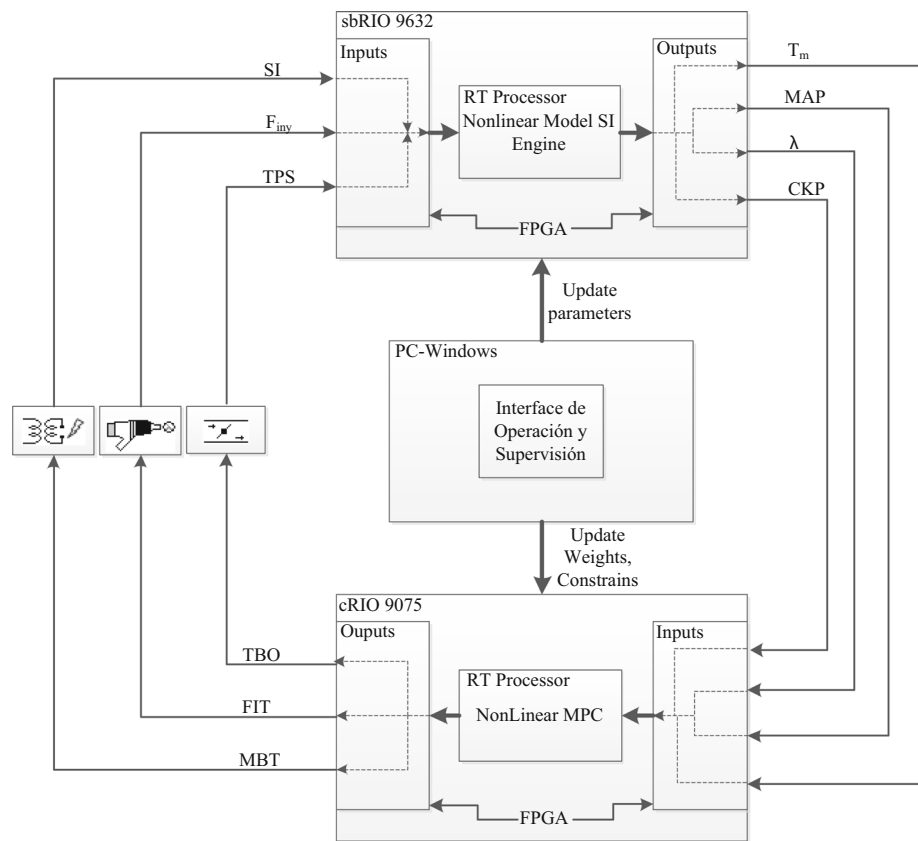 sbRIO 9632
Inputs
Outputs
SI
F_iny
TPS
RT Processor
Nonlinear Model SI
Engine
T_m
MAP
λ
CKP
FPGA
Update
parameters
PC-Windows
Interface de
Operación y
Supervisión
Update
Weights,
Constrains
cRIO 9075
Ouputs
Inputs
TBO
FIT
MBT
RT Processor
NonLinear MPC
FPGA